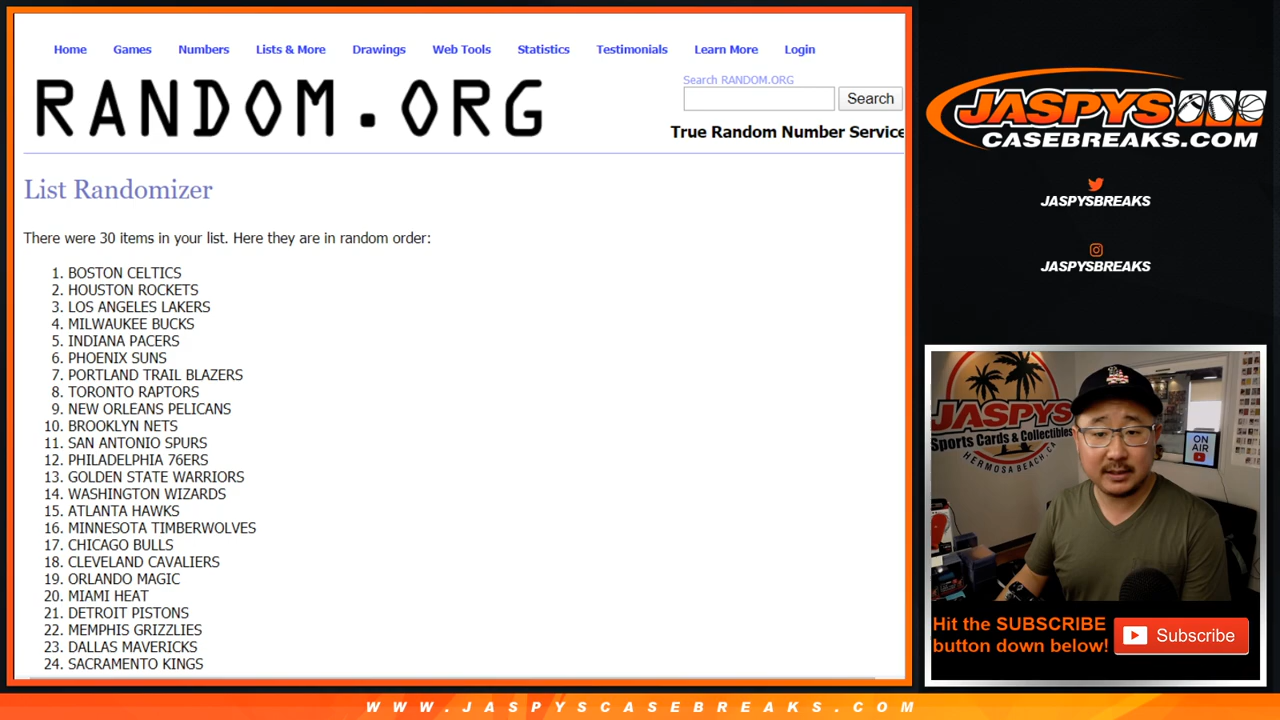 Home Games Numbers Lists & More Drawings Web Tools Statistics Testimonials Learn More Login
RANDOM.ORG
Search RANDOM.ORG
Search
True Random Number Service
List Randomizer
There were 30 items in your list. Here they are in random order:
1. BOSTON CELTICS
2. HOUSTON ROCKETS
3. LOS ANGELES LAKERS
4. MILWAUKEE BUCKS
5. INDIANA PACERS
6. PHOENIX SUNS
7. PORTLAND TRAIL BLAZERS
8. TORONTO RAPTORS
9. NEW ORLEANS PELICANS
10. BROOKLYN NETS
11. SAN ANTONIO SPURS
12. PHILADELPHIA 76ERS
13. GOLDEN STATE WARRIORS
14. WASHINGTON WIZARDS
15. ATLANTA HAWKS
16. MINNESOTA TIMBERWOLVES
17. CHICAGO BULLS
18. CLEVELAND CAVALIERS
19. ORLANDO MAGIC
20. MIAMI HEAT
21. DETROIT PISTONS
22. MEMPHIS GRIZZLIES
23. DALLAS MAVERICKS
24. SACRAMENTO KINGS
JASPYS
CASEBREAKS.COM
JASPYSBREAKS
JASPYSBREAKS
JASPYS
Sports Cards & Collectibles
HERMOSA BEACH, CA
ON
AIR
Hit the SUBSCRIBE
button down below!
Subscribe
WWW.JASPYSCASEBREAKS.COM